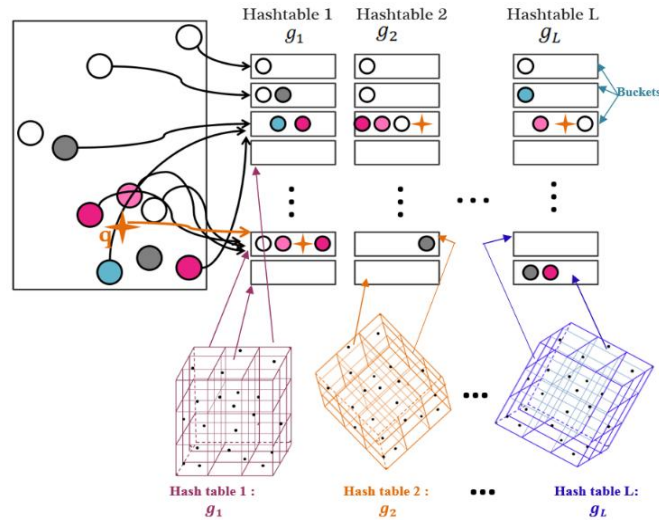 Hashtable 1 Hashtable 2 Hashtable L
g1 g2 gL
Buckets
q
Hash table 1 : Hash table 2 : Hash table L:
g1 g2 gL